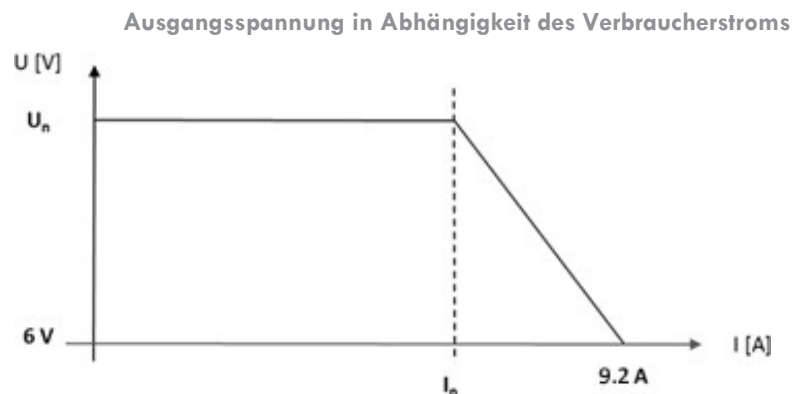 Ausgangsspannung in Abhängigkeit des Verbraucherstroms
U [V]
Uₙ
6 V
I [A]
9.2 A
Iₙ